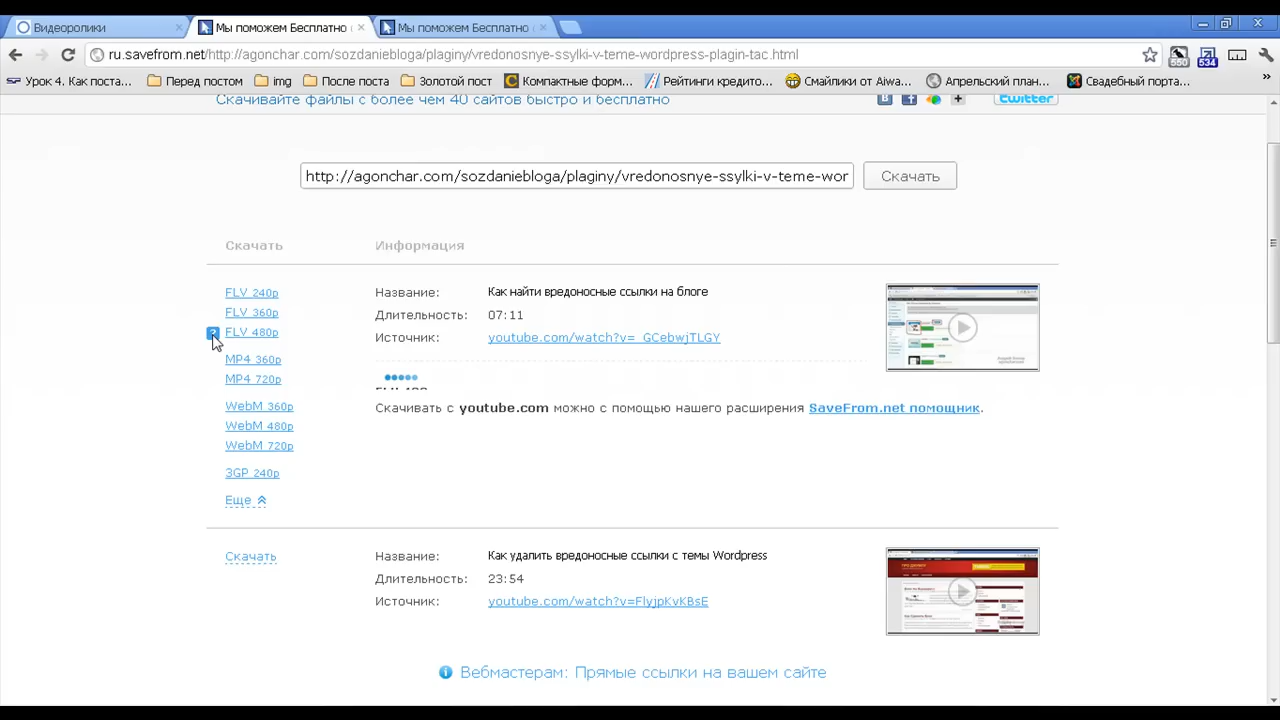 Видеоролики
Мы поможем Бесплатно
Мы поможем Бесплатно
ru.savefrom.net/http://agonchar.com/sozdaniebloga/plaginy/vredonosnye-ssylki-v-teme-wordpress-plagin-tac.html
550
534
Урок 4. Как поста...
Перед постом
img
После поста
Золотой пост
Компактные форм...
Рейтинги кредито...
Смайлики от Aiwa...
Апрельский план...
Свадебный порта...
Скачивайте файлы с более чем 40 сайтов быстро и бесплатно
twitter
http://agonchar.com/sozdaniebloga/plaginy/vredonosnye-ssylki-v-teme-wor
Скачать
Скачать
Информация
FLV 240p
FLV 360p
FLV 480p
MP4 360p
MP4 720p
WebM 360p
WebM 480p
WebM 720p
3GP 240p
Еще
Название: Как найти вредоносные ссылки на блоге
Длительность: 07:11
Источник: youtube.com/watch?v=_GCebwjTLGY
Скачивать с youtube.com можно с помощью нашего расширения SaveFrom.net помощник.
Скачать
Название: Как удалить вредоносные ссылки с темы Wordpress
Длительность: 23:54
Источник: youtube.com/watch?v=FlyjpKvKBsE
Вебмастерам: Прямые ссылки на вашем сайте